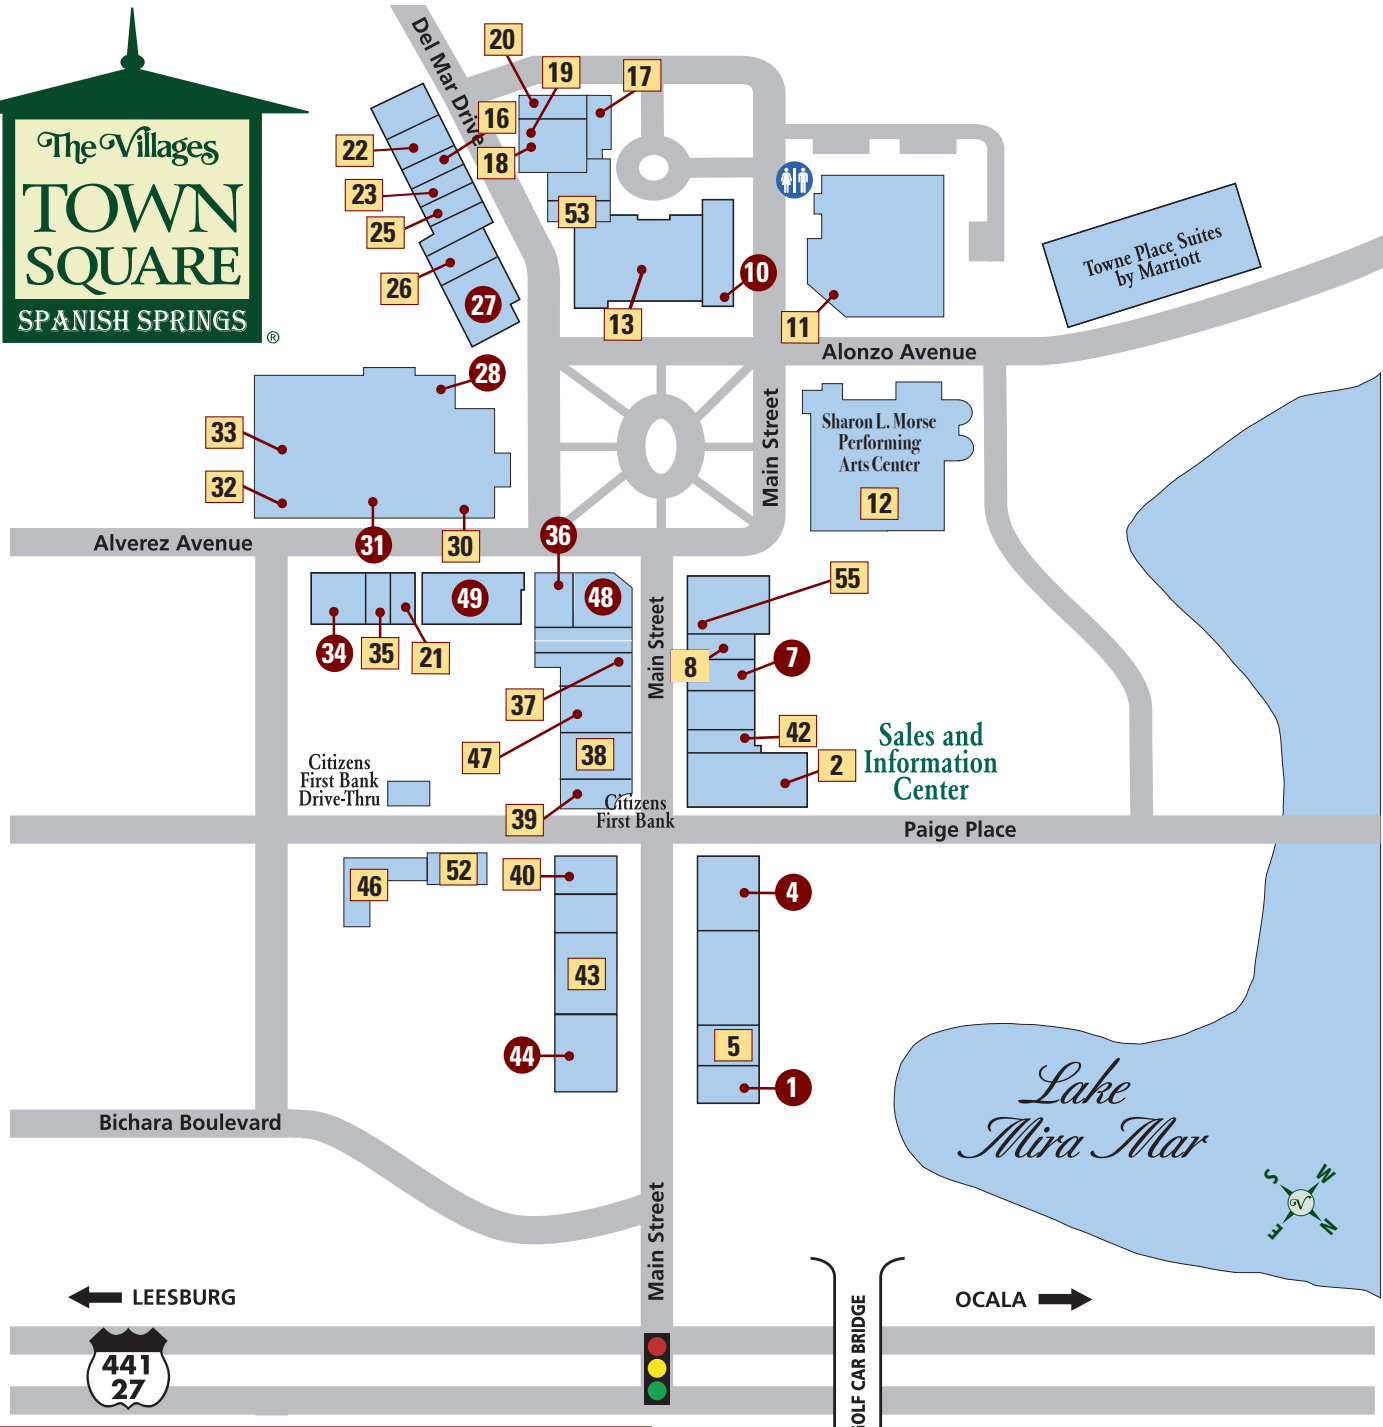 The Villages
TOWN
SQUARE
SPANISH SPRINGS
®
Del Mar Drive
20
19
17
16
22
18
23
53
25
26
27
10
13
11
Towne Place Suites
by Marriott
Alonzo Avenue
28
33
32
31
30
36
Main Street
Sharon L. Morse
Performing
Arts Center
12
Alverez Avenue
34
35
21
49
48
55
8
7
Main Street
37
47
38
39
42
2
Sales and
Information
Center
Citizens
First Bank
Drive-Thru
Citizens
First Bank
Paige Place
46
52
40
4
43
5
44
1
Bichara Boulevard
Lake
Mira Mar
S
W
V
E
N
Main Street
LEESBURG
OCALA
441
27
GOLF CAR BRIDGE